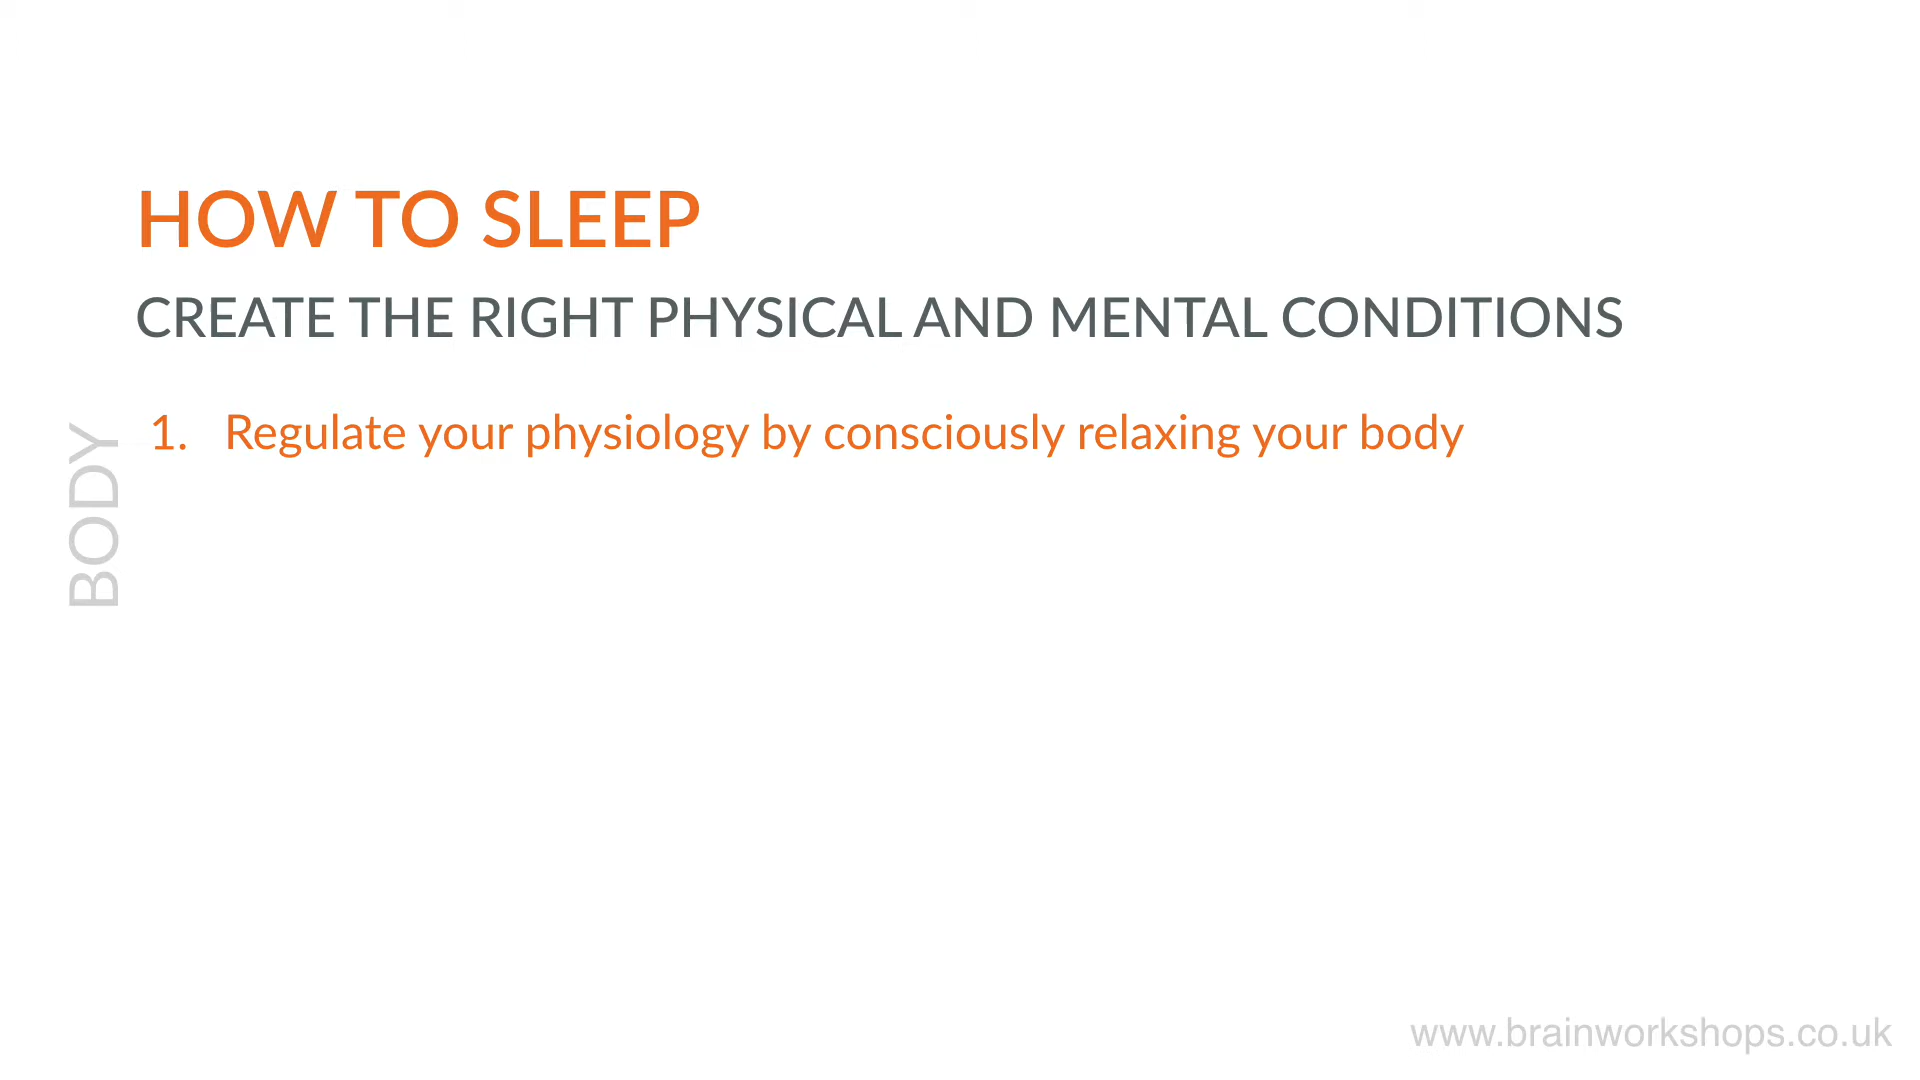 HOW TO SLEEP
CREATE THE RIGHT PHYSICAL AND MENTAL CONDITIONS
BODY
1. Regulate your physiology by consciously relaxing your body
www.brainworkshops.co.uk